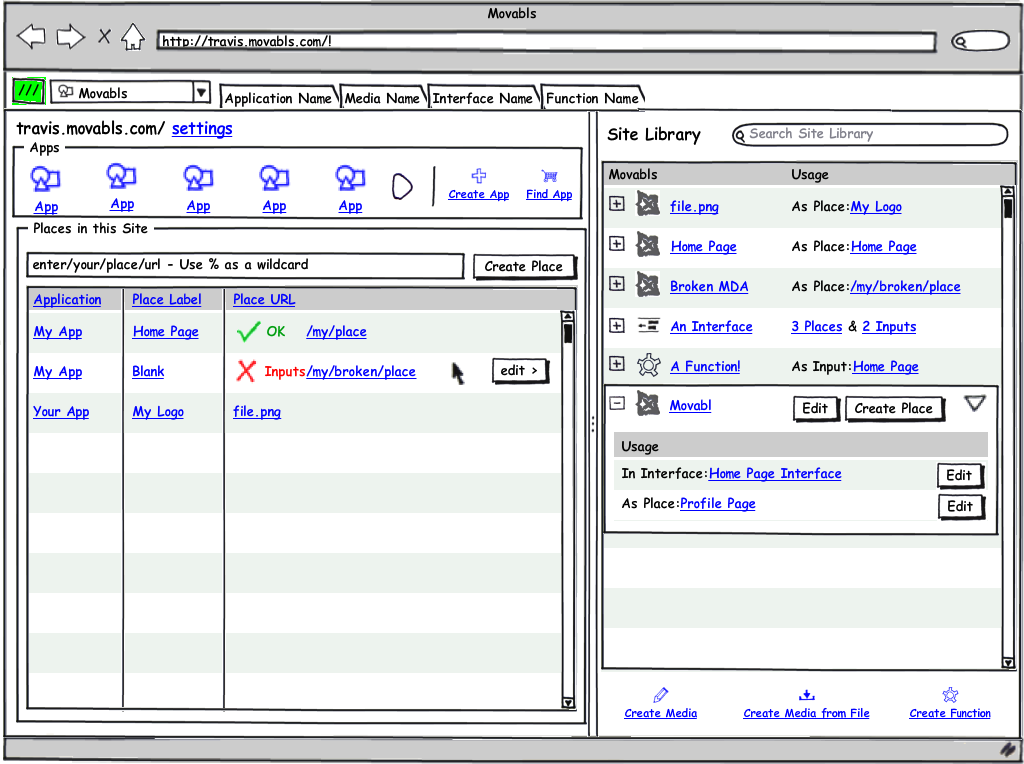 Movabls
http://travis.movabls.com/!
/// Movabls Application Name Media Name Interface Name Function Name
travis.movabls.com/ settings
Apps
App App App App App Create App Find App
Places in this Site
enter/your/place/url - Use % as a wildcard Create Place
Application Place Label Place URL
My App Home Page OK /my/place
My App Blank Inputs/my/broken/place edit >
Your App My Logo file.png
Site Library Search Site Library
Movabls Usage
file.png As Place:My Logo
Home Page As Place:Home Page
Broken MDA As Place:/my/broken/place
An Interface 3 Places & 2 Inputs
A Function! As Input:Home Page
Movabl Edit Create Place
Usage
In Interface:Home Page Interface Edit
As Place:Profile Page Edit
Create Media Create Media from File Create Function